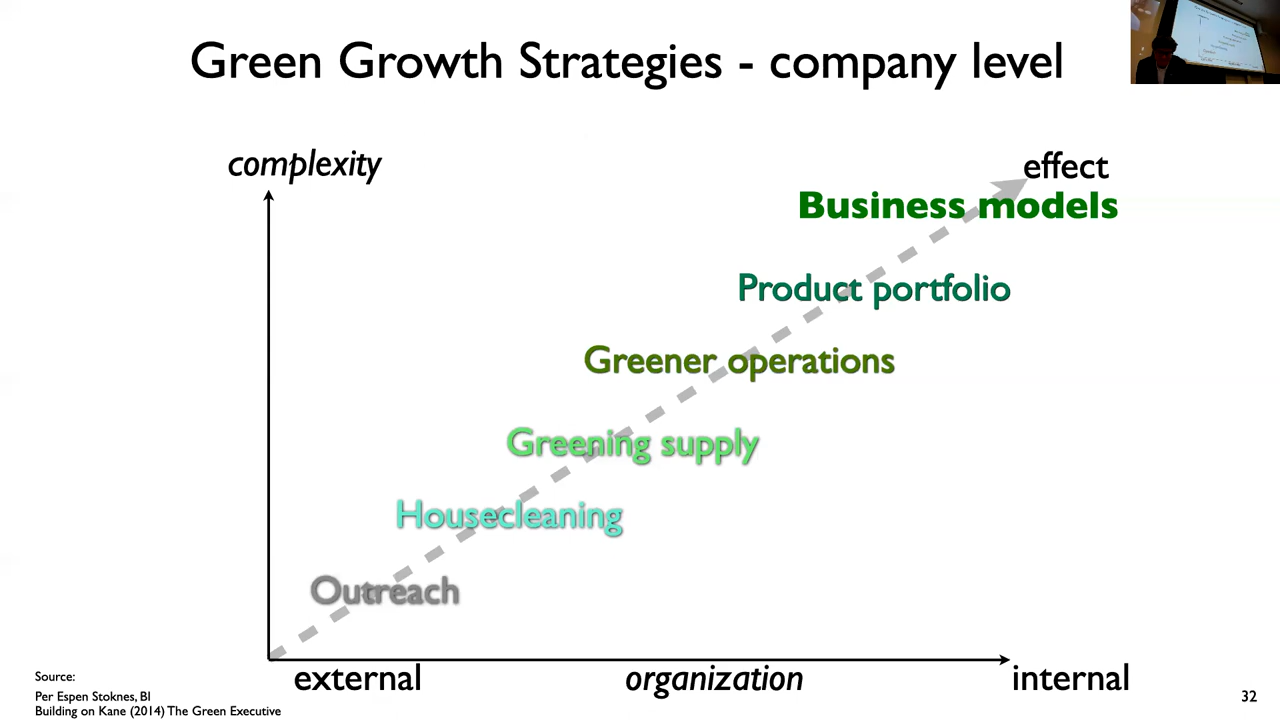 Green Growth Strategies - company level
complexity
effect
Business models
Product portfolio
Greener operations
Greening supply
Housecleaning
Outreach
external
organization
internal
Source:
Per Espen Stoknes, BI
Building on Kane (2014) The Green Executive
32